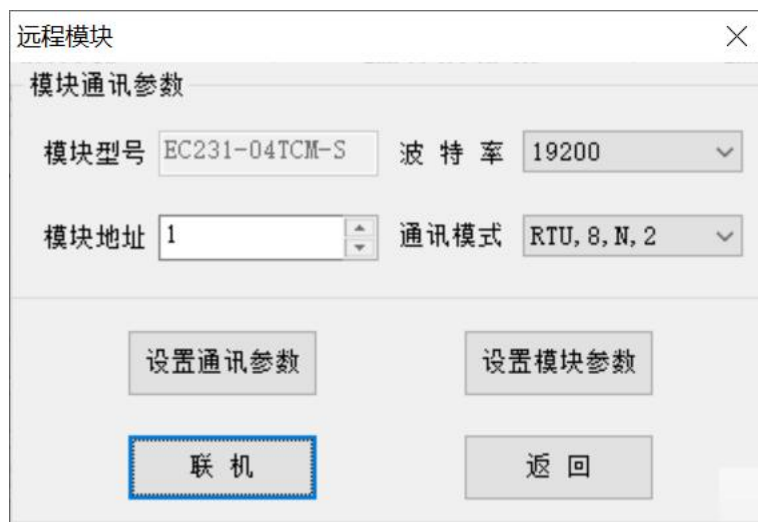 远程模块
模块通讯参数
模块型号 EC231-04TCM-S 波 特 率 19200
模块地址 1 通讯模式 RTU,8,N,2
设置通讯参数 设置模块参数
联 机 返 回